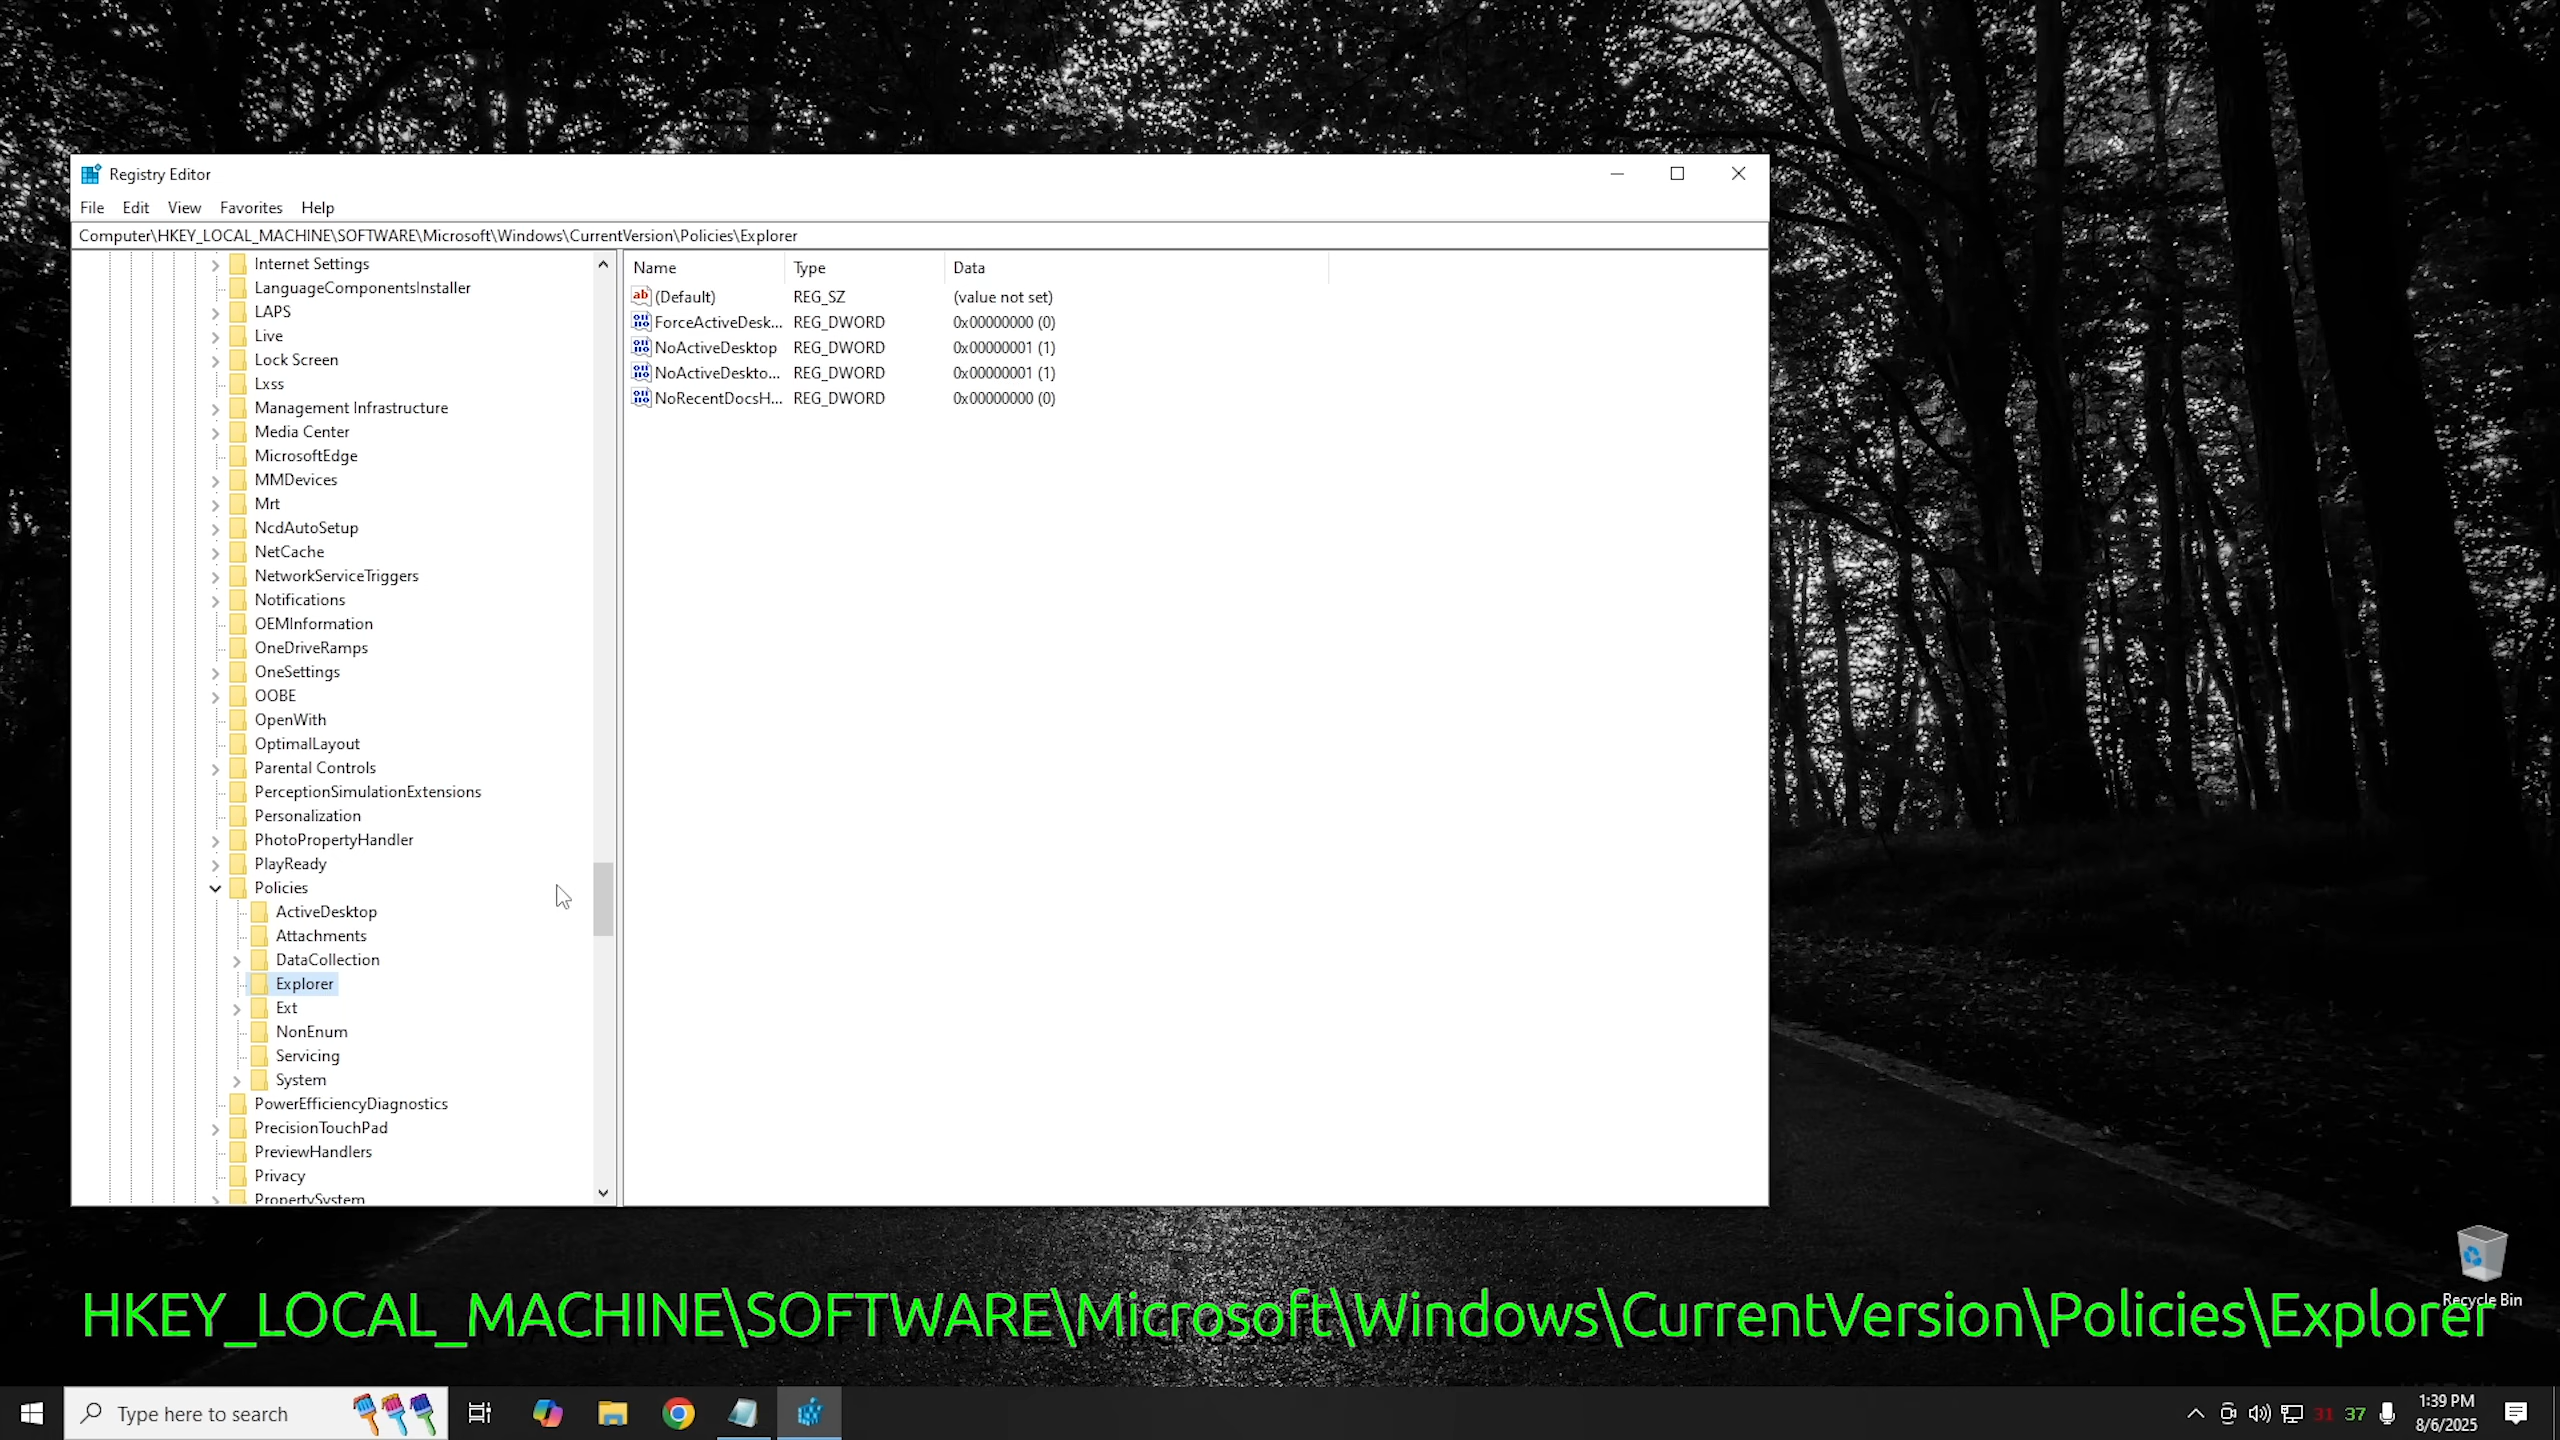 Registry Editor
File Edit View Favorites Help
Computer\HKEY_LOCAL_MACHINE\SOFTWARE\Microsoft\Windows\CurrentVersion\Policies\Explorer
Internet Settings
LanguageComponentsInstaller
LAPS
Live
Lock Screen
Lxss
Management Infrastructure
Media Center
MicrosoftEdge
MMDevices
Mrt
NcdAutoSetup
NetCache
NetworkServiceTriggers
Notifications
OEMInformation
OneDriveRamps
OneSettings
OOBE
OpenWith
OptimalLayout
Parental Controls
PerceptionSimulationExtensions
Personalization
PhotoPropertyHandler
PlayReady
Policies
ActiveDesktop
Attachments
DataCollection
Explorer
Ext
NonEnum
Servicing
System
PowerEfficiencyDiagnostics
PrecisionTouchPad
PreviewHandlers
Privacy
PropertySystem
Name Type Data
(Default) REG_SZ (value not set)
ForceActiveDesk... REG_DWORD 0x00000000 (0)
NoActiveDesktop REG_DWORD 0x00000001 (1)
NoActiveDeskto... REG_DWORD 0x00000001 (1)
NoRecentDocsH... REG_DWORD 0x00000000 (0)
Recycle Bin
HKEY_LOCAL_MACHINE\SOFTWARE\Microsoft\Windows\CurrentVersion\Policies\Explorer
Type here to search
31 37
1:39 PM
8/6/2025